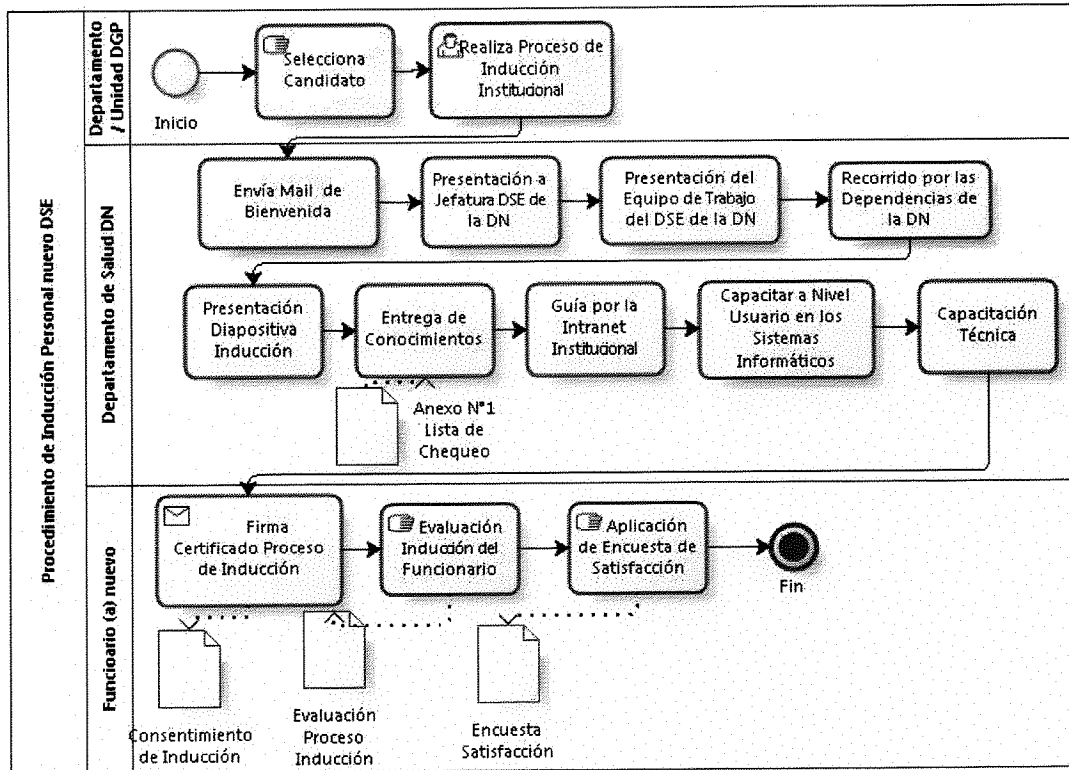 Procedimiento de Inducción Personal nuevo DSE
Departamento
/ Unidad DGP
Inicio
Selecciona
Candidato
Realiza Proceso de
Inducción
Institucional
Departamento de Salud DN
Envía Mail de
Bienvenida
Presentación a
Jefatura DSE de
la DN
Presentación del
Equipo de Trabajo
del DSE de la DN
Recorrido por las
Dependencias de
la DN
Presentación
Diapositiva
Inducción
Entrega de
Conocimientos
Guía por la
Intranet
Institucional
Capacitar a Nivel
Usuario en los
Sistemas
Informáticos
Capacitación
Técnica
Anexo N°1
Lista de
Chequeo
Funcioario (a) nuevo
Firma
Certificado Proceso
de Inducción
Evaluación
Inducción del
Funcionario
Aplicación
de Encuesta de
Satisfacción
Fin
Consentimiento
de Inducción
Evaluación
Proceso
Inducción
Encuesta
Satisfacción